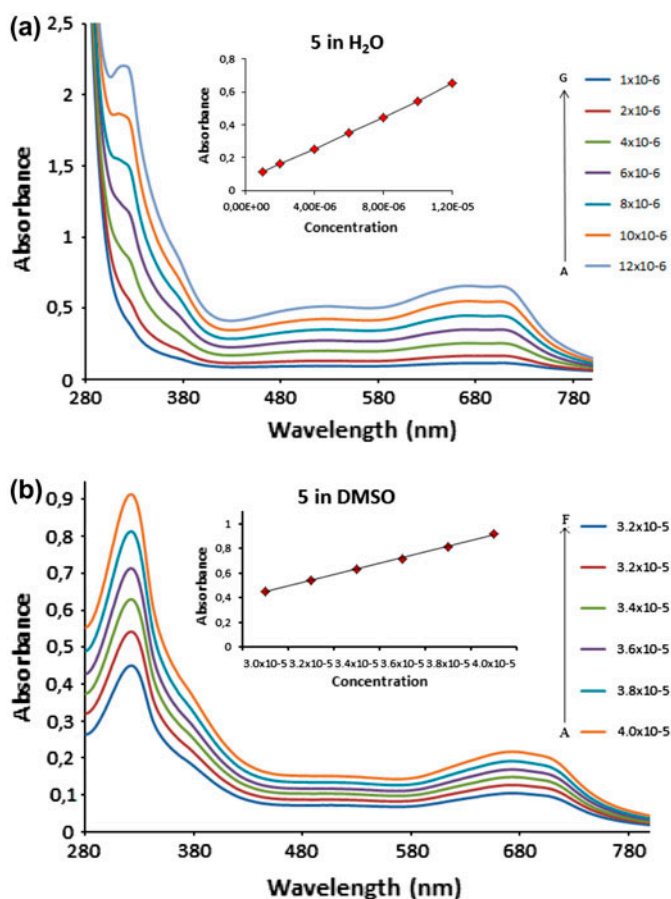 (a)
5 in H₂O
2,5
2
1,5
1
0,5
0
Absorbance
280 380 480 580 680 780
Wavelength (nm)
0,8
0,6
0,4
0,2
0
Absorbance
0,00E+00 4,00E-06 8,00E-06 1,20E-05
Concentration
G
A
1x10-6
2x10-6
4x10-6
6x10-6
8x10-6
10x10-6
12x10-6
(b)
5 in DMSO
0,9
0,8
0,7
0,6
0,5
0,4
0,3
0,2
0,1
0
Absorbance
280 380 480 580 680 780
Wavelength (nm)
1
0,8
0,6
0,4
0,2
0
Absorbance
3.0x10-5 3.2x10-5 3.4x10-5 3.6x10-5 3.8x10-5 4.0x10-5
Concentration
F
A
3.2x10-5
3.2x10-5
3.4x10-5
3.6x10-5
3.8x10-5
4.0x10-5